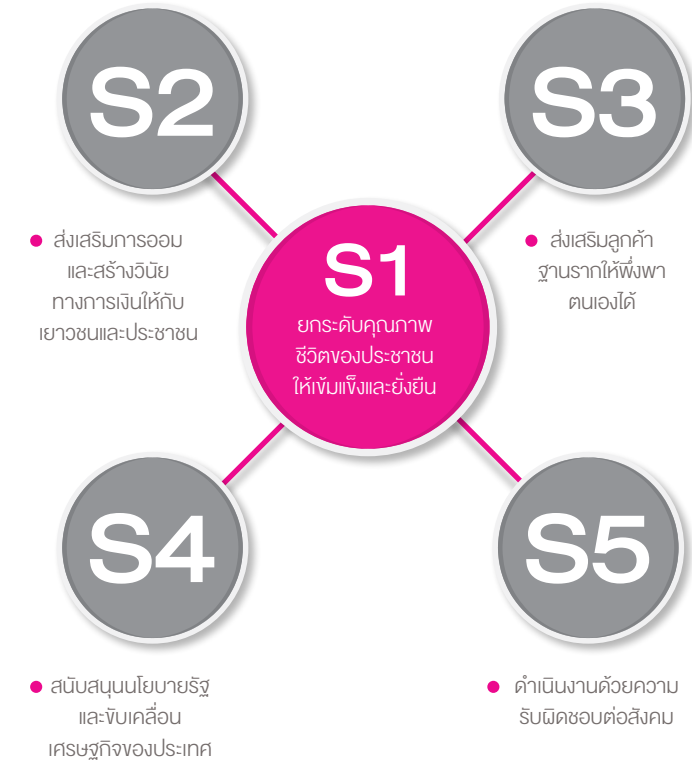 S2
S3
● ส่งเสริมการออม
และสร้างวินัย
ทางการเงินให้กับ
เยาวชนและประชาชน
S1
ยกระดับคุณภาพ
ชีวิตของประชาชน
ให้เข้มแข็งและยั่งยืน
● ส่งเสริมลูกค้า
ฐานรากให้พึ่งพา
ตนเองได้
S4
S5
● สนับสนุนนโยบายรัฐ
และขับเคลื่อน
เศรษฐกิจของประเทศ
● ดำเนินงานด้วยความ
รับผิดชอบต่อสังคม